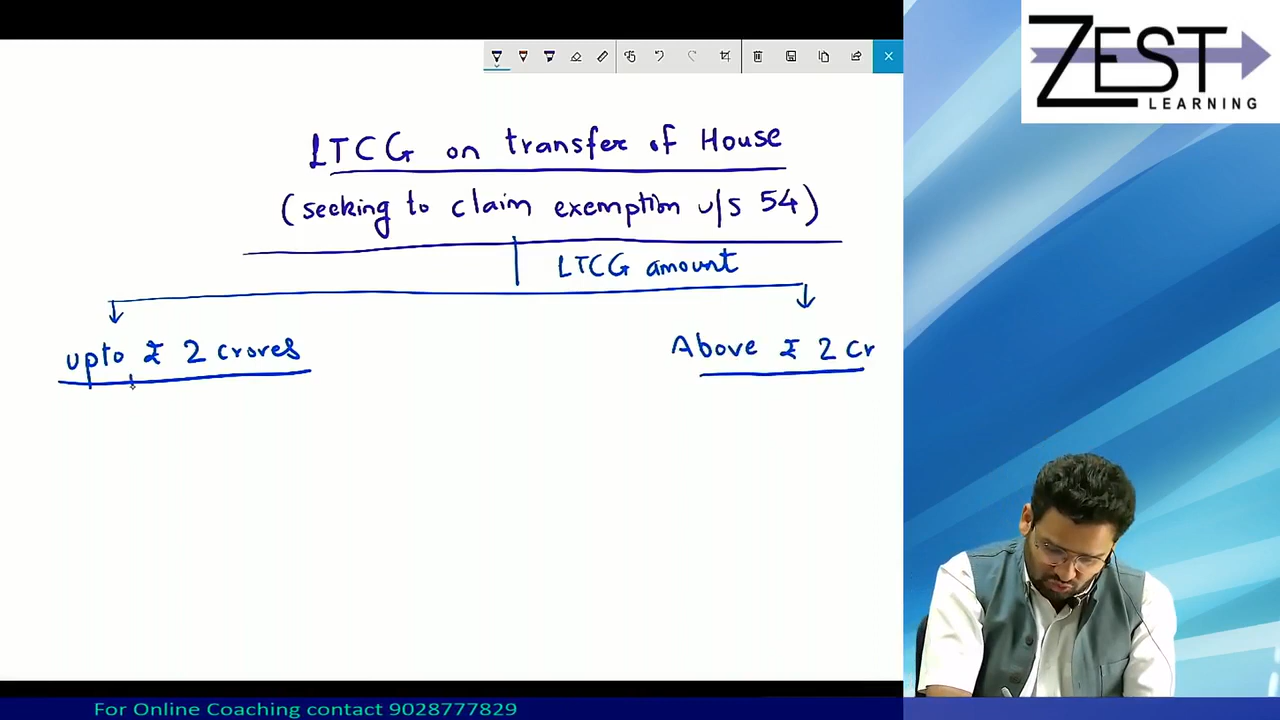 ZEST
LEARNING
LTCG on transfer of House
(seeking to claim exemption u/s 54)
LTCG amount
upto ₹ 2 crores
Above ₹ 2 Cr
For Online Coaching contact 9028777829